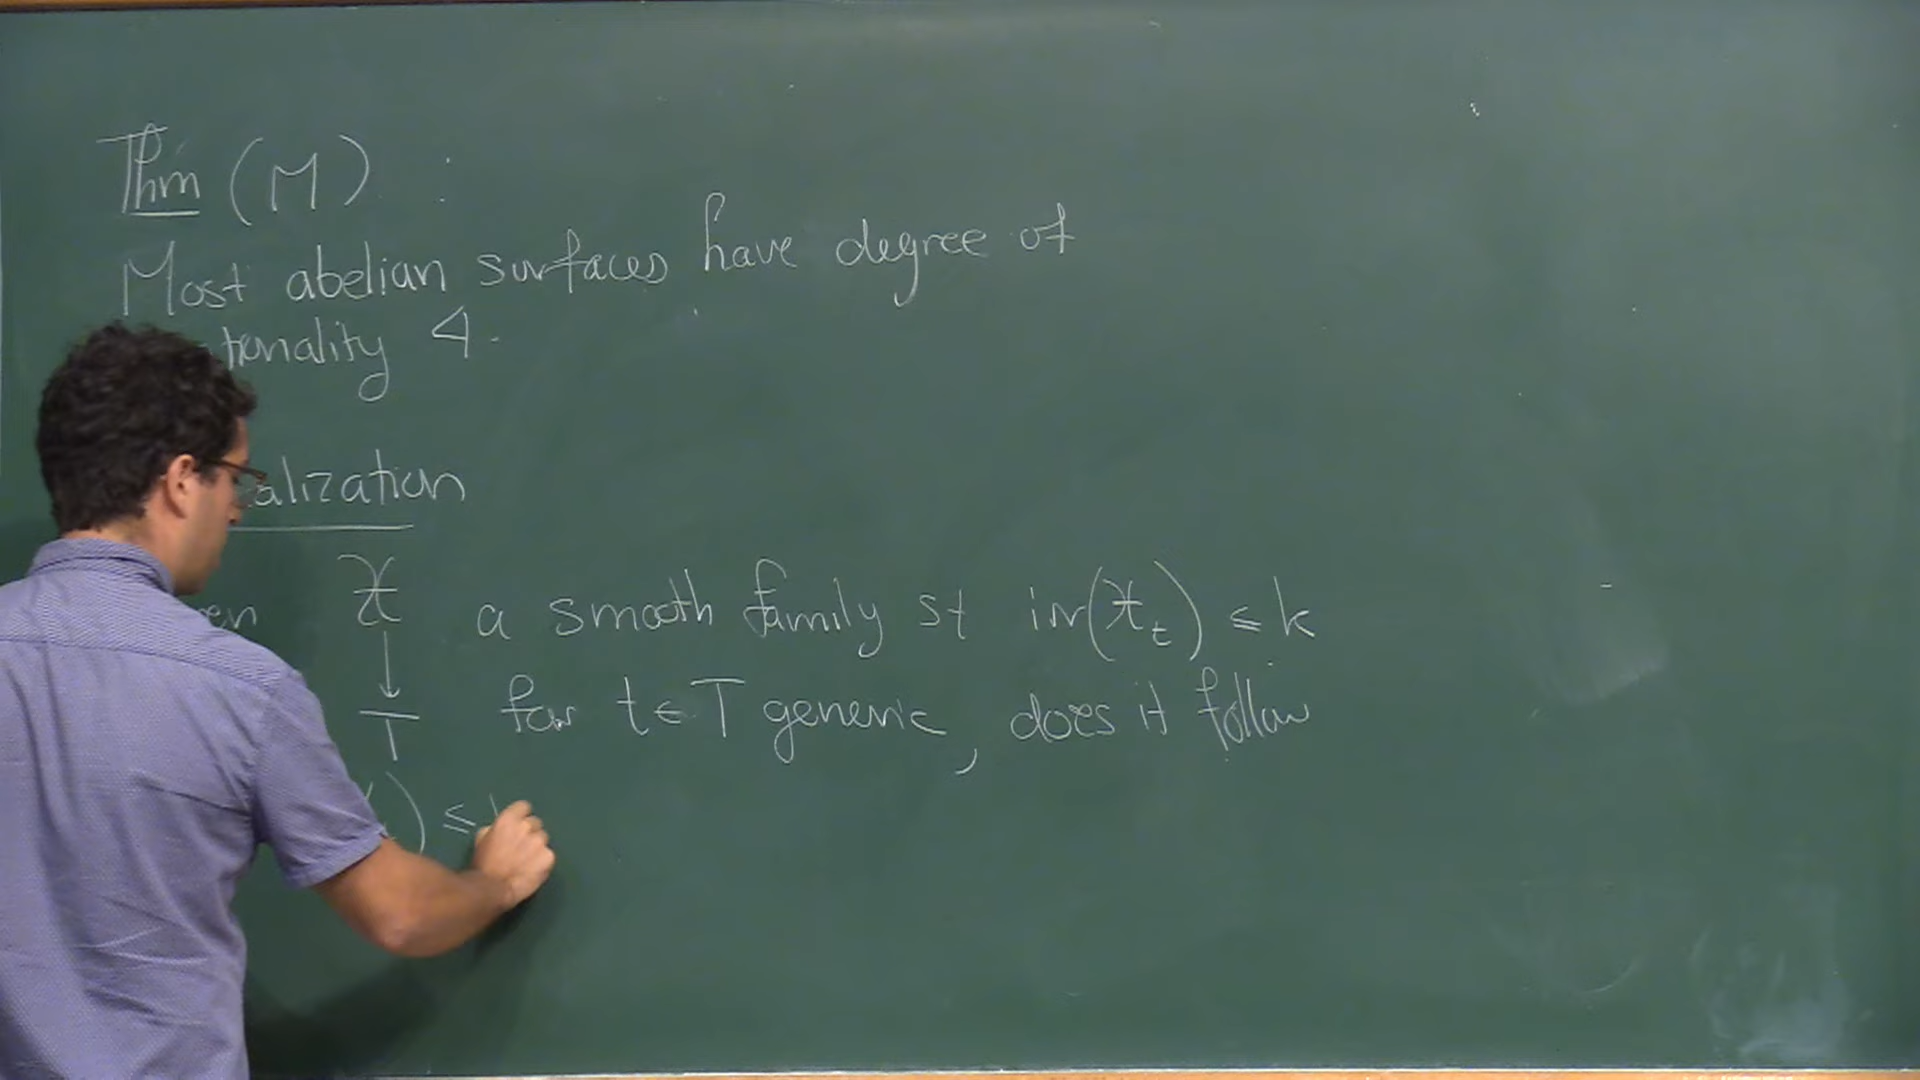 Thm (M) :
Most abelian surfaces have degree of
tionality 4.
alization
en 𝒳 a smooth family st irr(𝒳_t) ≤ k
↓
T for t ∈ T generic, does it follow
) ≤